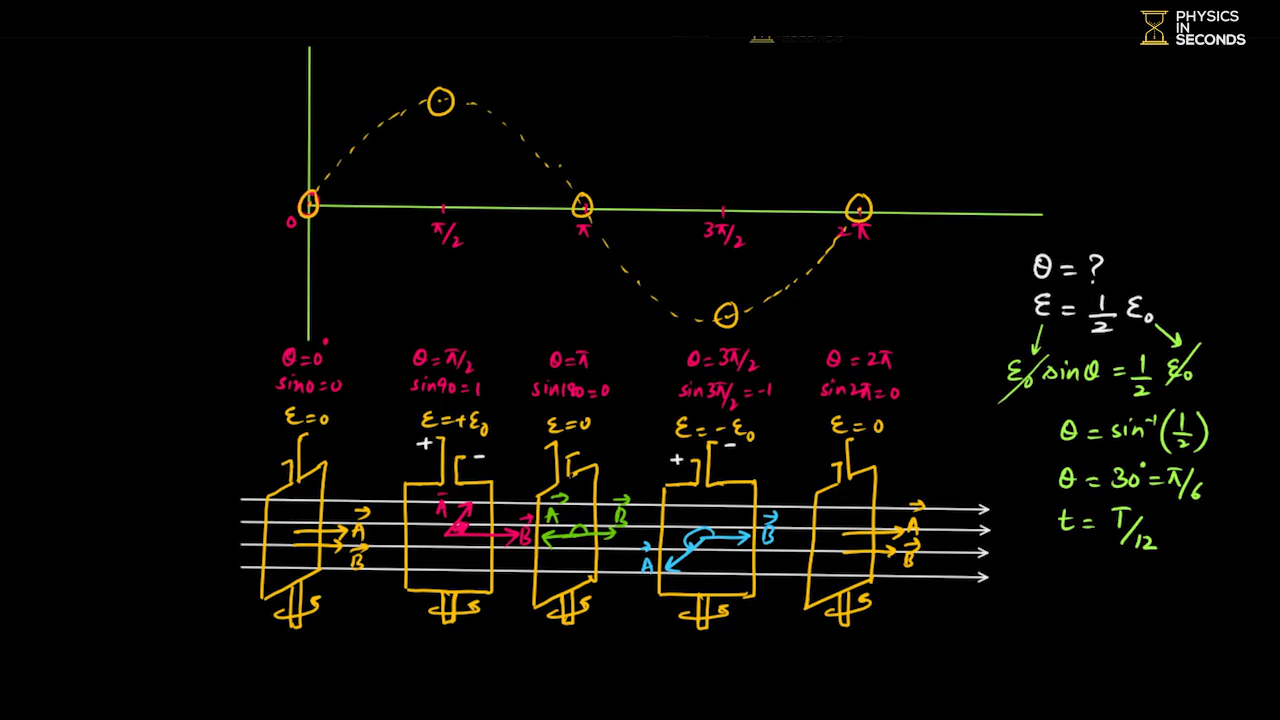 PHYSICS
IN
SECONDS
0 π/2 π 3π/2 2π
θ = ?
ε = 1/2 ε₀
ε₀ sinθ = 1/2 ε₀
θ = sin⁻¹(1/2)
θ = 30° = π/6
t = T/12
θ=0° θ=π/2 θ=π θ=3π/2 θ=2π
sin0=0 sin90=1 sin180=0 sin3π/2=-1 sin2π=0
ε=0 ε=+ε₀ ε=0 ε=-ε₀ ε=0
+ - + -
A⃗ B⃗ A⃗ B⃗ A⃗ B⃗ A⃗ B⃗ A⃗ B⃗